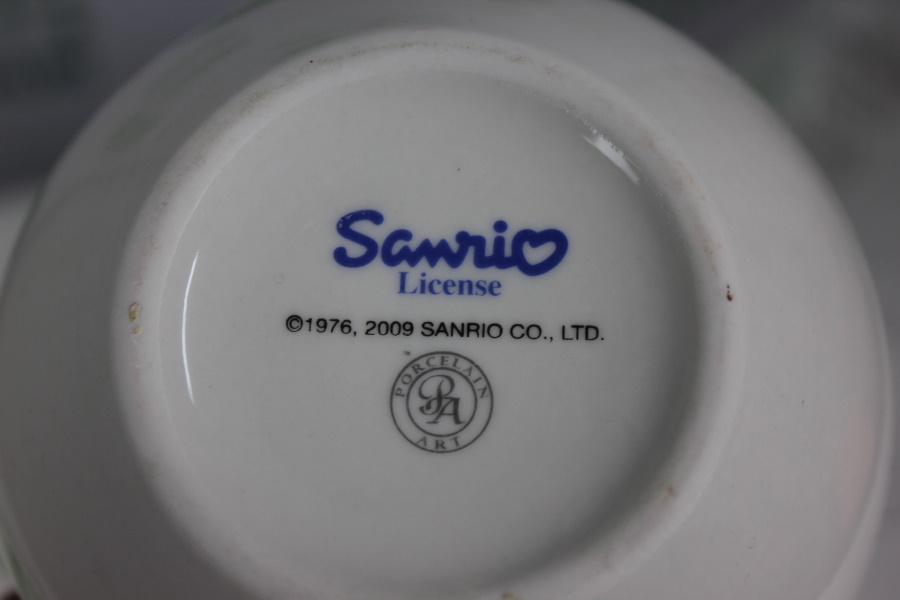 Sanrio
License
©1976, 2009 SANRIO CO., LTD.
PORCELAIN
PA
ART